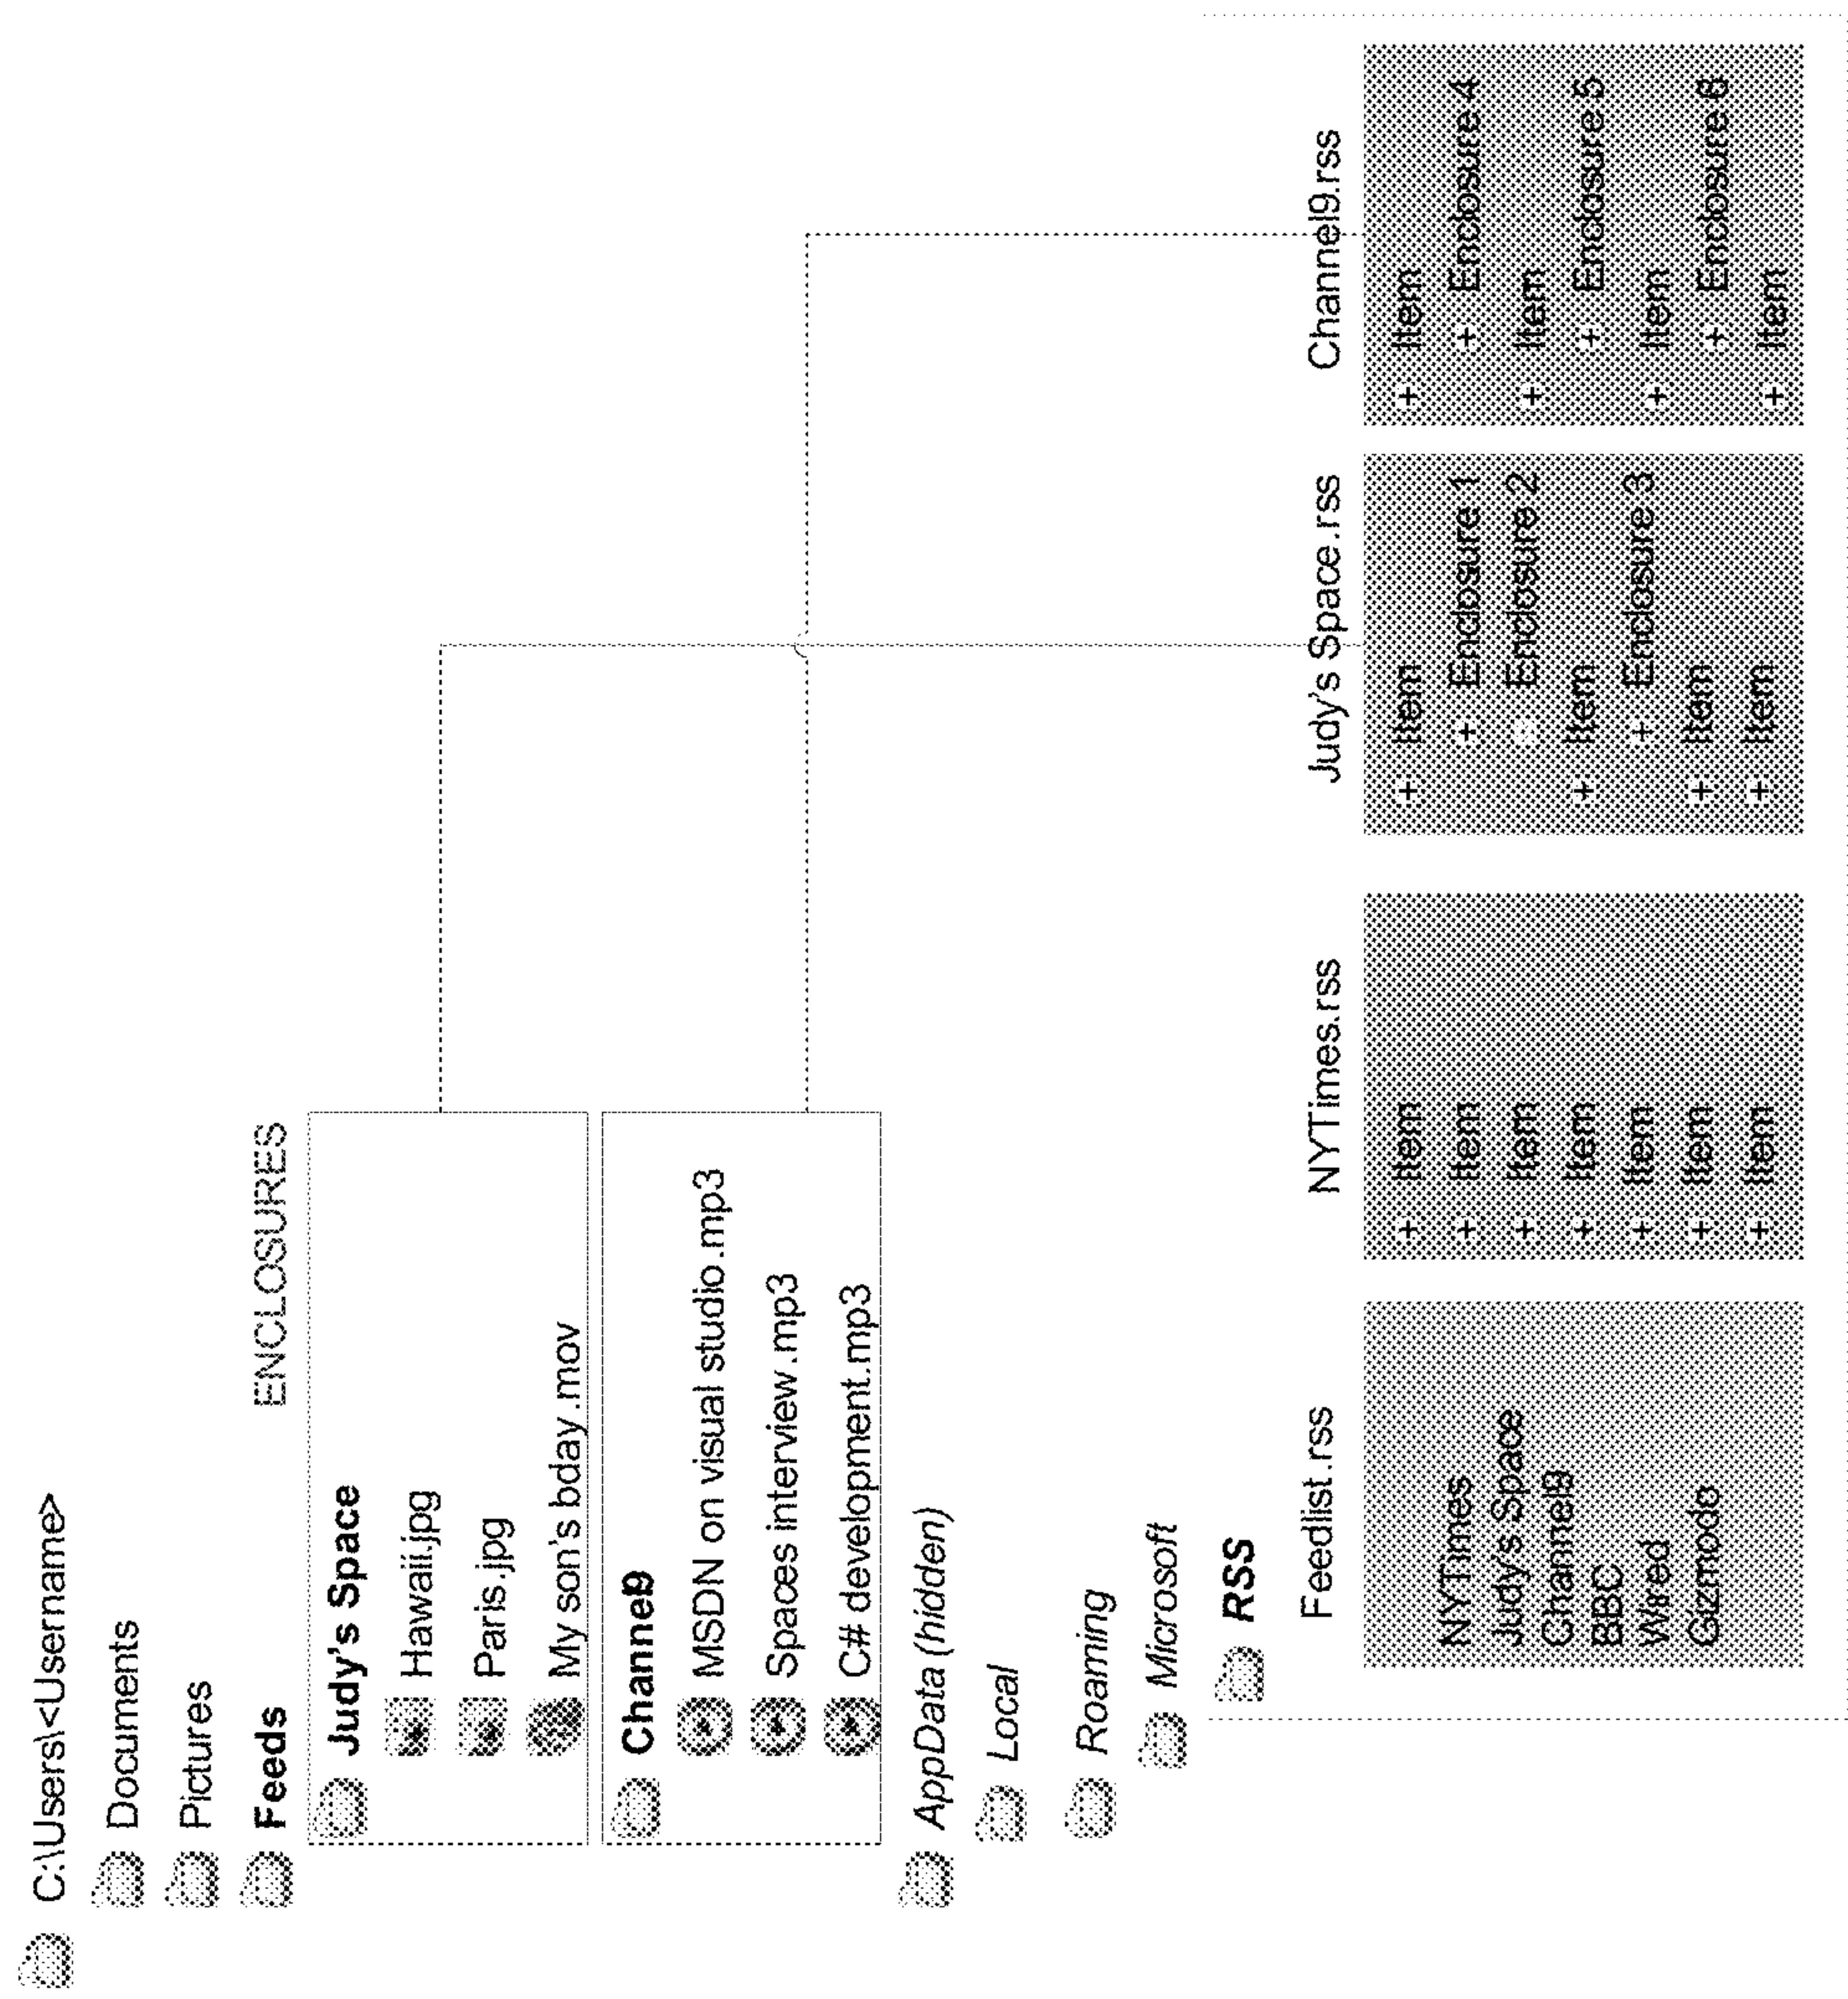 C:\Users\<Username>
Documents
Pictures
Feeds
ENCLOSURES
Judy's Space
Hawaii.jpg
Paris.jpg
My son's bday.mov
Channel9
MSDN on visual studio.mp3
Spaces interview.mp3
C# development.mp3
AppData (hidden)
Local
Roaming
Microsoft
RSS
Feedlist.rss
NYTimes
Judy's Space
Channel9
BBC
Wired
Gizmodo
NYTimes.rss
+ Item
+ Item
+ Item
+ Item
+ Item
+ Item
+ Item
Judy's Space.rss
+ Item
+ Enclosure 1
Enclosure 2
+ Item
+ Enclosure 3
+ Item
+ Item
Channel9.rss
+ Item
+ Enclosure 4
+ Item
+ Enclosure 5
+ Item
+ Enclosure 6
+ Item